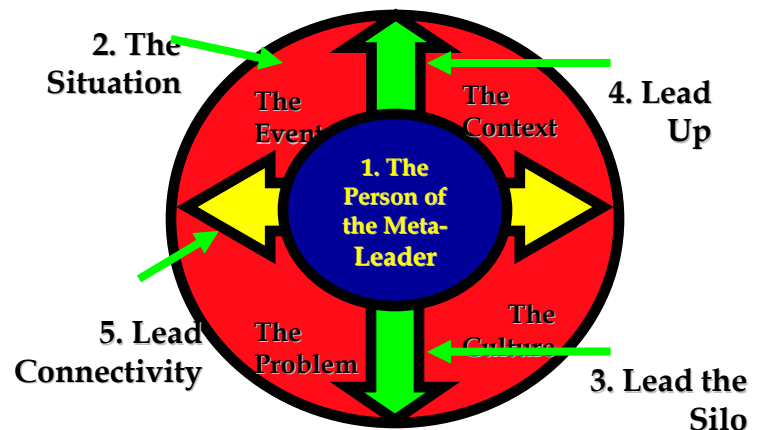 2. The
Situation
The
Event
The
Context
4. Lead
Up
1. The
Person of
the Meta-
Leader
5. Lead
Connectivity
The
Problem
The
Culture
3. Lead the
Silo